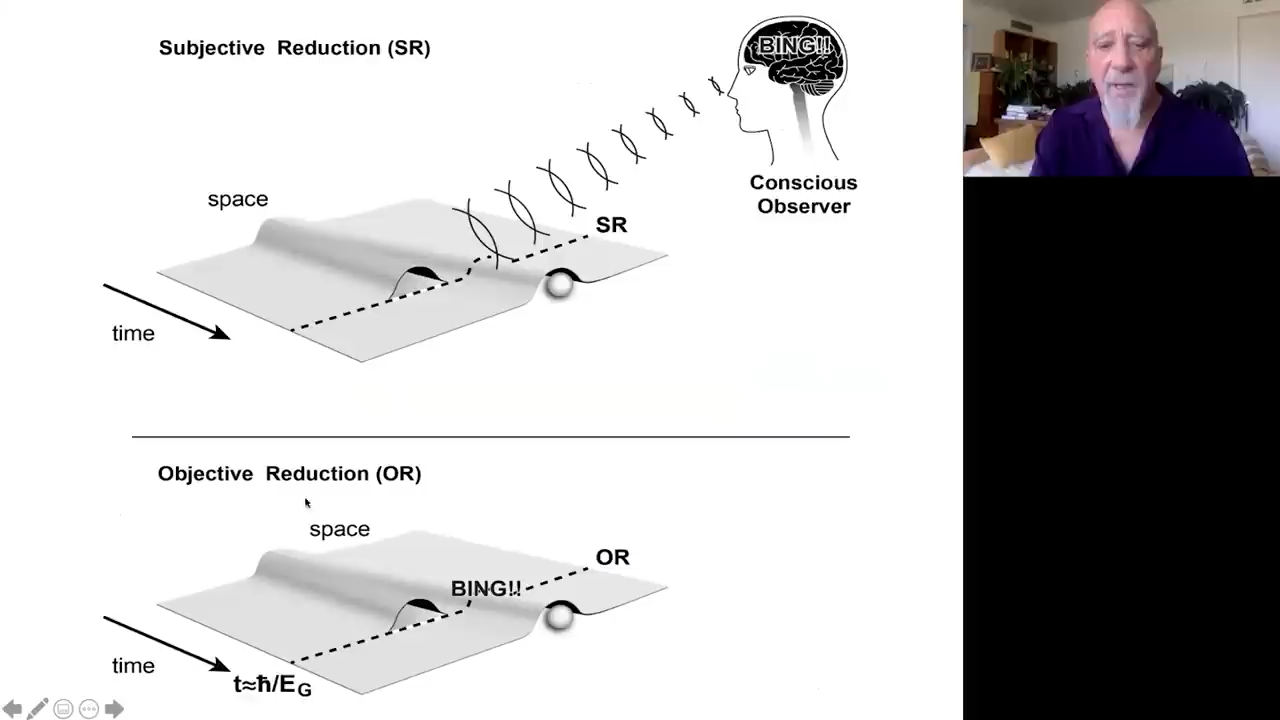 Subjective Reduction (SR)
BING!!
Conscious
Observer
space
SR
time
Objective Reduction (OR)
space
OR
BING!!
time
t≈ħ/EG